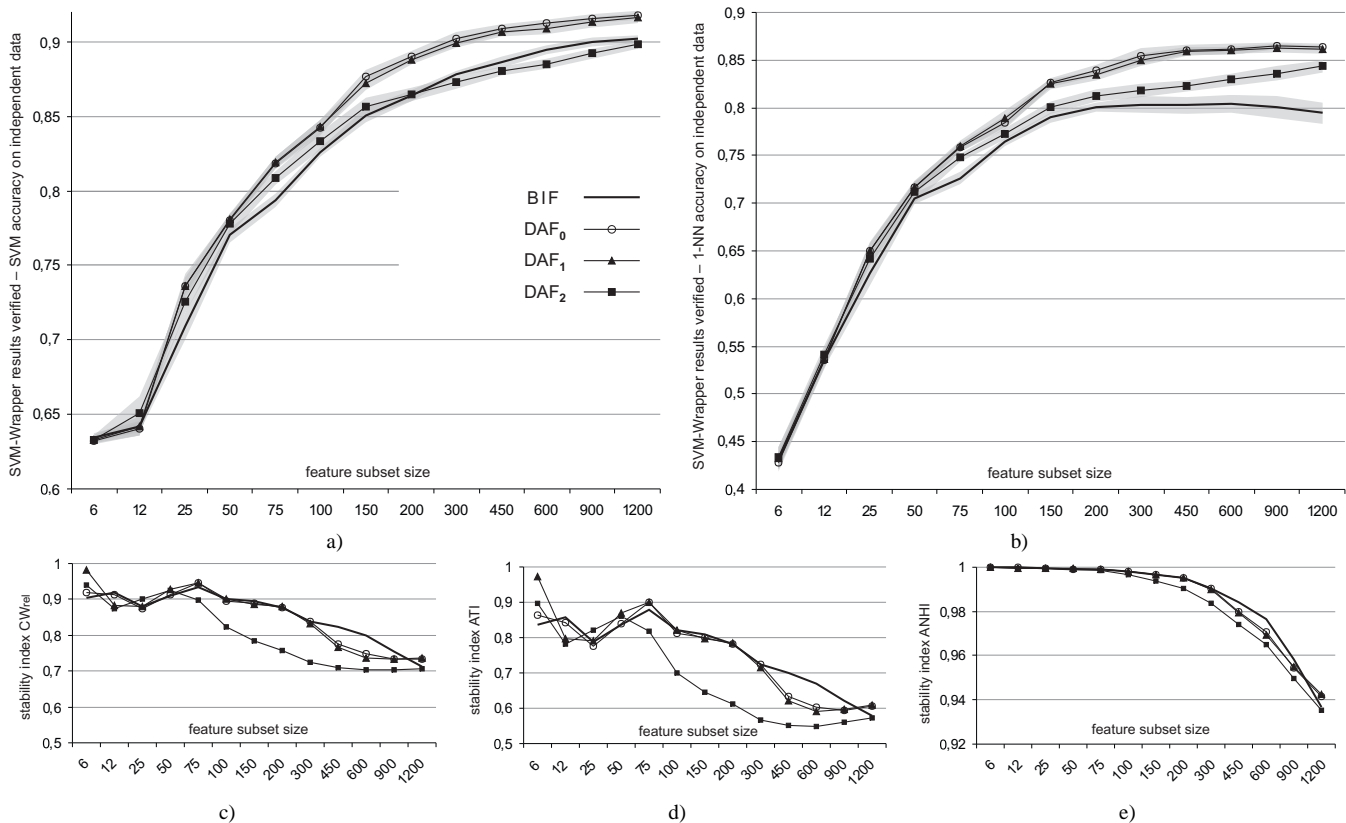 SVM-Wrapper results verified – SVM accuracy on independent data
0,9
0,85
0,8
0,75
0,7
0,65
0,6
BIF
DAF0
DAF1
DAF2
feature subset size
6 12 25 50 75 100 150 200 300 450 600 900 1200
a)
SVM-Wrapper results verified – 1-NN accuracy on independent data
0,9
0,85
0,8
0,75
0,7
0,65
0,6
0,55
0,5
0,45
0,4
feature subset size
6 12 25 50 75 100 150 200 300 450 600 900 1200
b)
stability index CWrel
1
0,9
0,8
0,7
0,6
0,5
feature subset size
6 12 25 50 75 100 150 200 300 450 600 900 1200
c)
stability index ATI
1
0,9
0,8
0,7
0,6
0,5
feature subset size
6 12 25 50 75 100 150 200 300 450 600 900 1200
d)
stability index ANHI
1
0,98
0,96
0,94
0,92
feature subset size
6 12 25 50 75 100 150 200 300 450 600 900 1200
e)